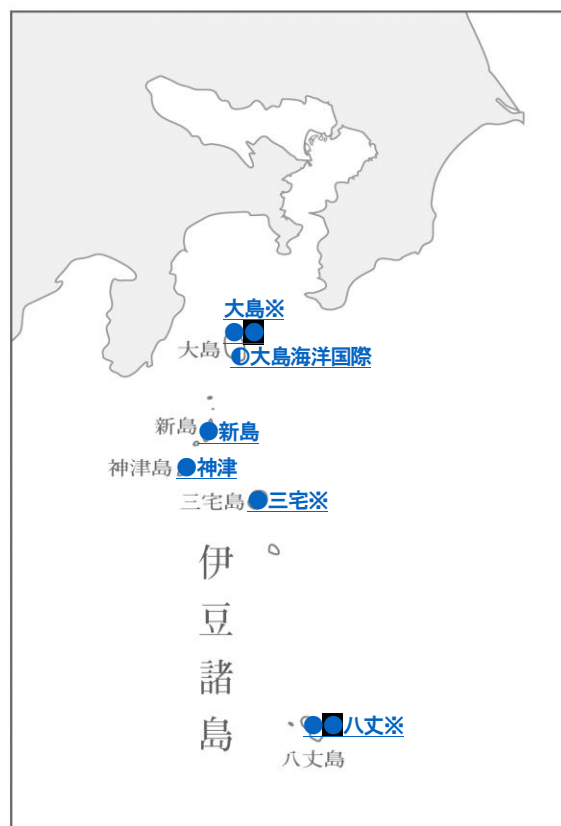 大島※
●●
大島
◐大島海洋国際
新島 ●新島
神津島 ●神津
三宅島 ●三宅※
伊豆諸島
●●八丈※
八丈島